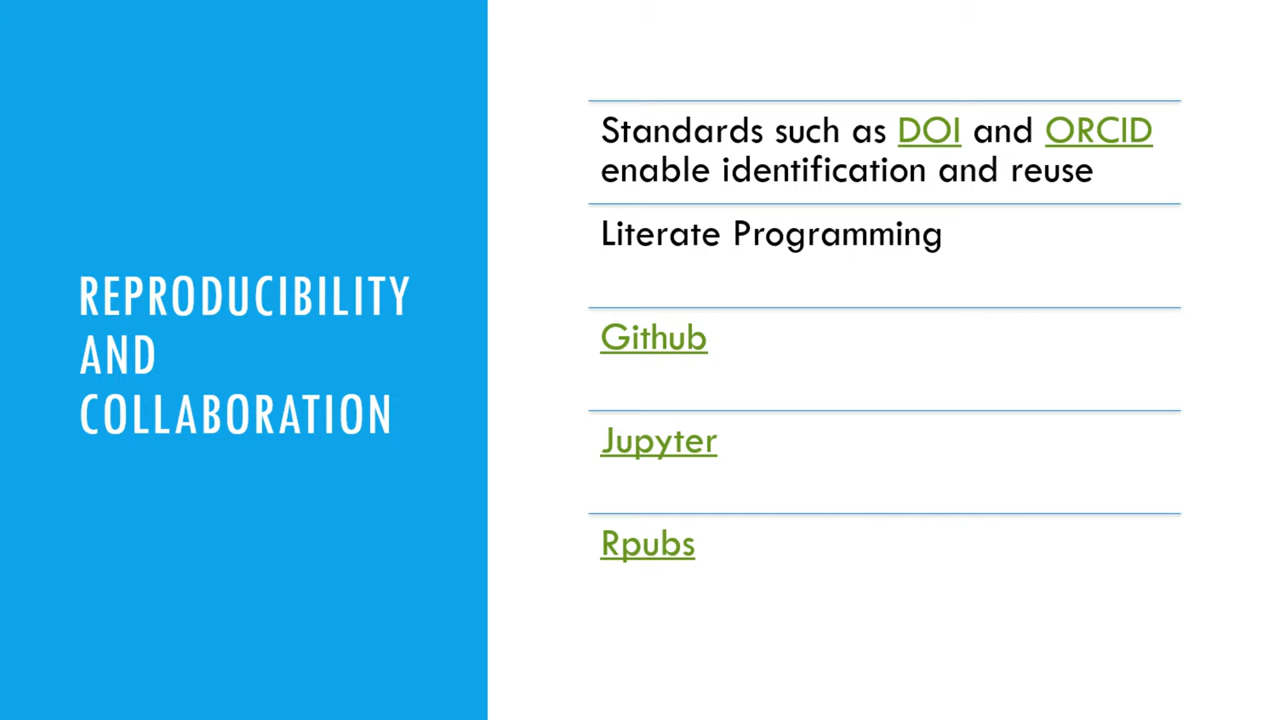 REPRODUCIBILITY
AND
COLLABORATION
Standards such as DOI and ORCID
enable identification and reuse
Literate Programming
Github
Jupyter
Rpubs